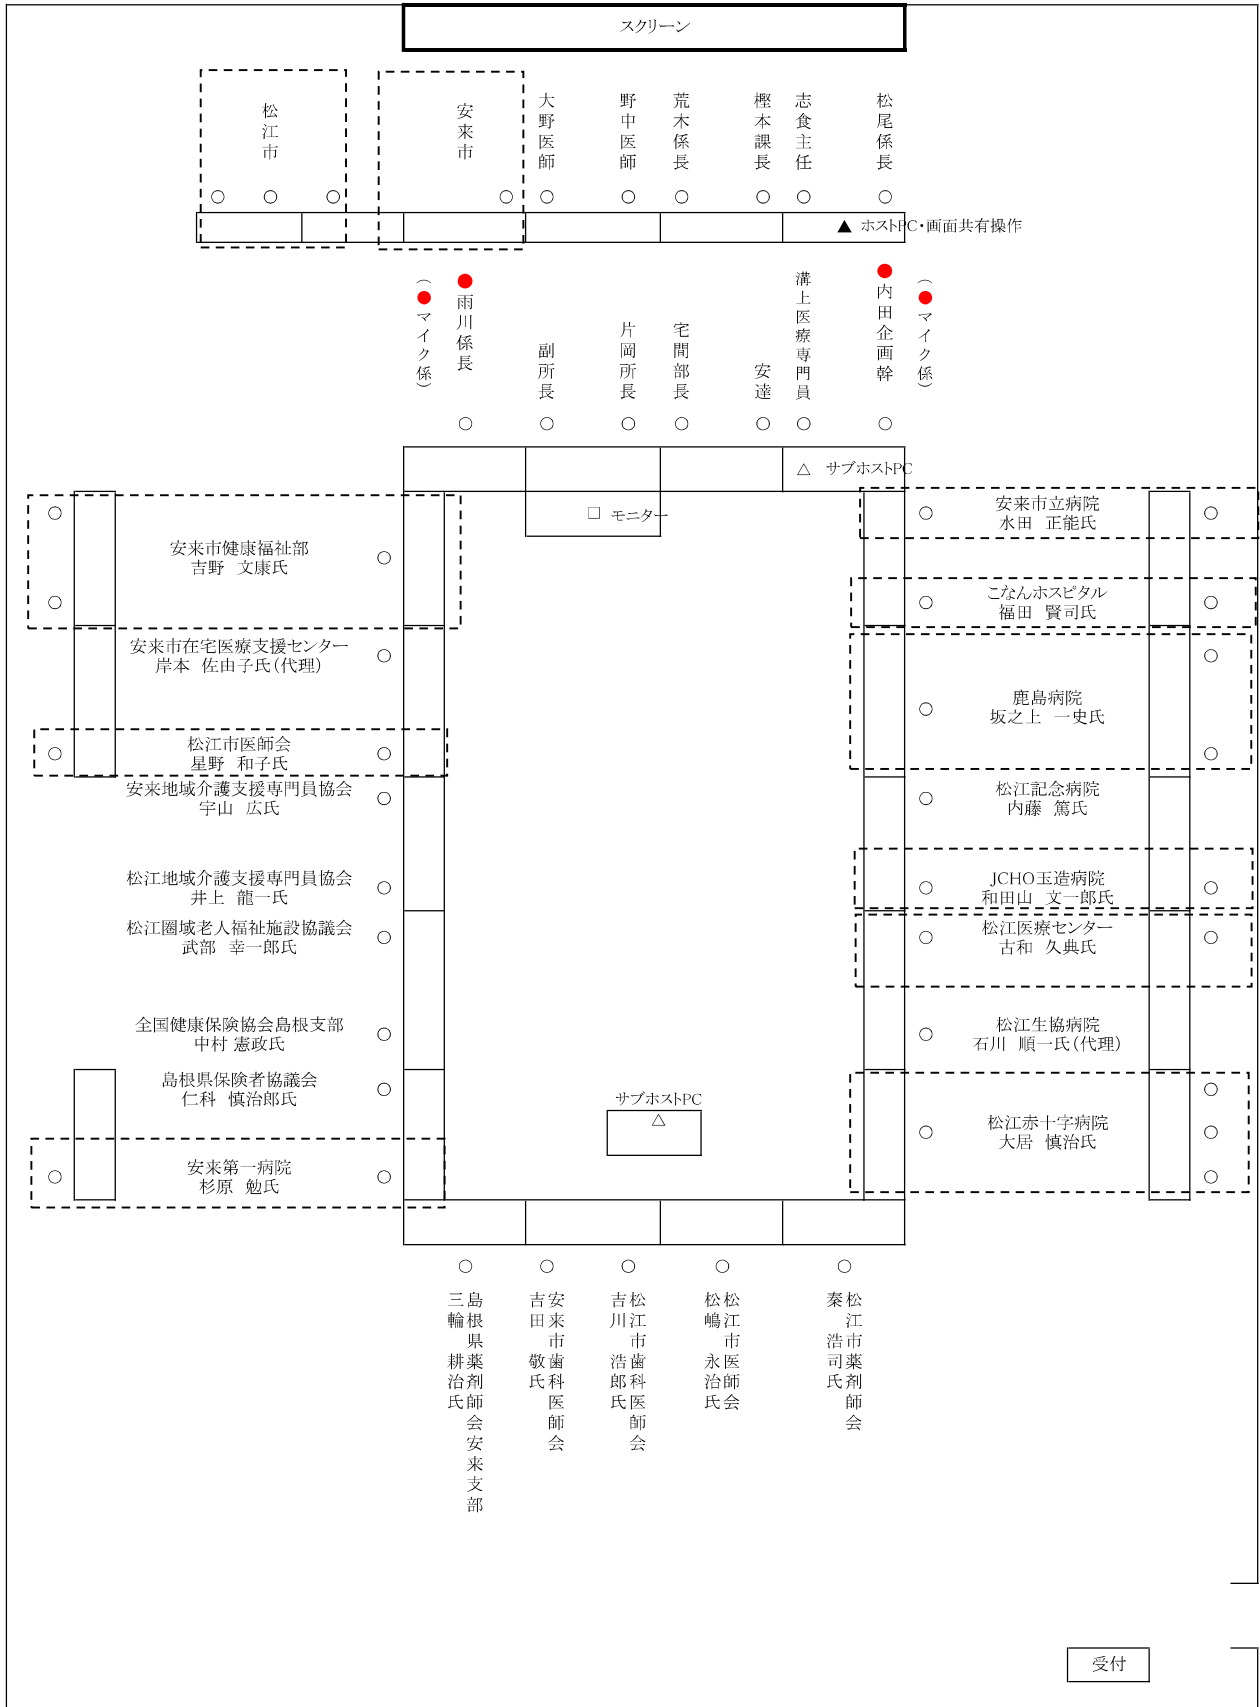 スクリーン
松江市
安来市
大野医師
野中医師
荒木係長
樫本課長
志食主任
松尾係長
▲ ホストPC・画面共有操作
（●マイク係）
●雨川係長
副所長
片岡所長
宅間部長
安達
溝上医療専門員
●内田企画幹
（●マイク係）
△ サブホストPC
□ モニター
安来市健康福祉部
吉野 文康氏
安来市在宅医療支援センター
岸本 佐由子氏（代理）
松江市医師会
星野 和子氏
安来地域介護支援専門員協会
宇山 広氏
松江地域介護支援専門員協会
井上 龍一氏
松江圏域老人福祉施設協議会
武部 幸一郎氏
全国健康保険協会島根支部
中村 憲政氏
島根県保険者協議会
仁科 慎治郎氏
安来第一病院
杉原 勉氏
安来市立病院
水田 正能氏
こなんホスピタル
福田 賢司氏
鹿島病院
坂之上 一史氏
松江記念病院
内藤 篤氏
JCHO玉造病院
和田山 文一郎氏
松江医療センター
古和 久典氏
松江生協病院
石川 順一氏（代理）
松江赤十字病院
大居 慎治氏
サブホストPC
△
島根県薬剤師会安来支部
三輪 耕治氏
安来市歯科医師会
吉田 敬氏
松江市歯科医師会
吉川 浩郎氏
松江市医師会
松嶋 永治氏
松江市薬剤師会
秦 浩司氏
受付